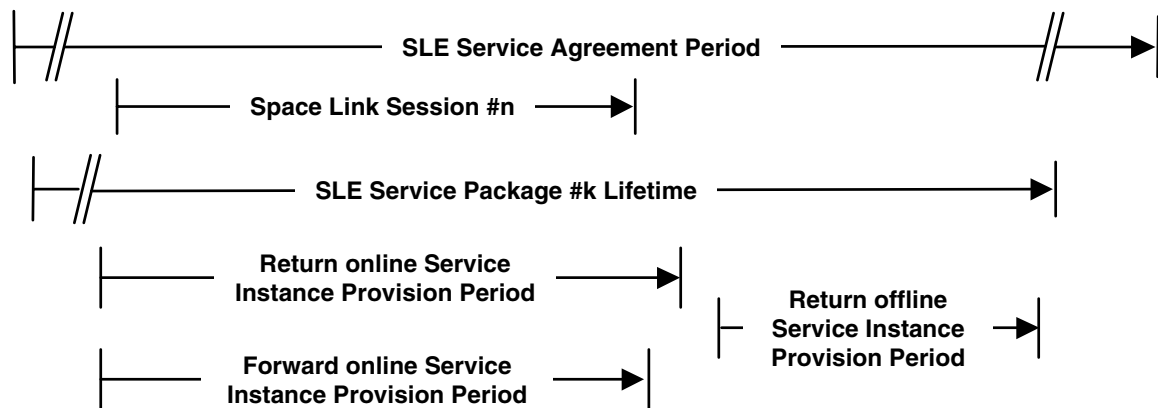 SLE Service Agreement Period
Space Link Session #n
SLE Service Package #k Lifetime
Return online Service
Instance Provision Period
Return offline
Service Instance
Provision Period
Forward online Service
Instance Provision Period